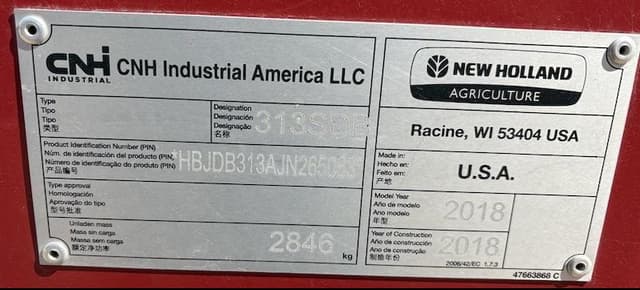 CNH
INDUSTRIAL
CNH Industrial America LLC
Type
Tipo
Tipo
类型
Designation
Designación
Designação
名称
Product Identification Number (PIN)
Núm. de identificación del producto (PIN)
Número de identificação do produto (PIN)
产品编号
Type approval
Homologación
Aprovação do tipo
型号批准
Unladen mass
Masa sin carga
Massa sem carga
额定净功率
2846
kg
NEW HOLLAND
AGRICULTURE
Racine, WI 53404 USA
Made in:
Hecho en:
Feito em:
产地
U.S.A.
Model Year
Año de modelo
Ano modelo
年型
2018
Year of Construction
Año de construcción
Ano de construção
制造年份
2018
2006/42/EC 1.7.3
47663868 C